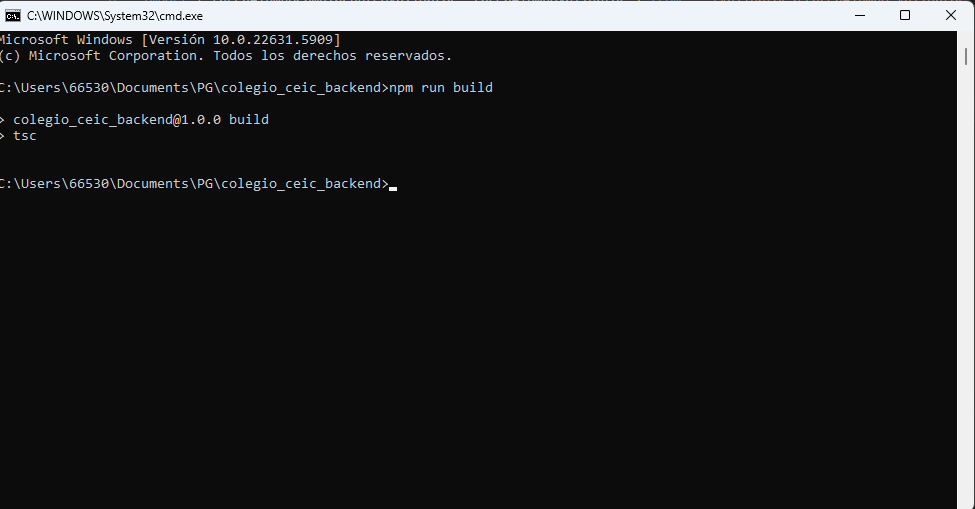 C:\WINDOWS\System32\cmd.exe
Microsoft Windows [Versión 10.0.22631.5909]
(c) Microsoft Corporation. Todos los derechos reservados.
C:\Users\66530\Documents\PG\colegio_ceic_backend>npm run build
> colegio_ceic_backend@1.0.0 build
> tsc
C:\Users\66530\Documents\PG\colegio_ceic_backend>